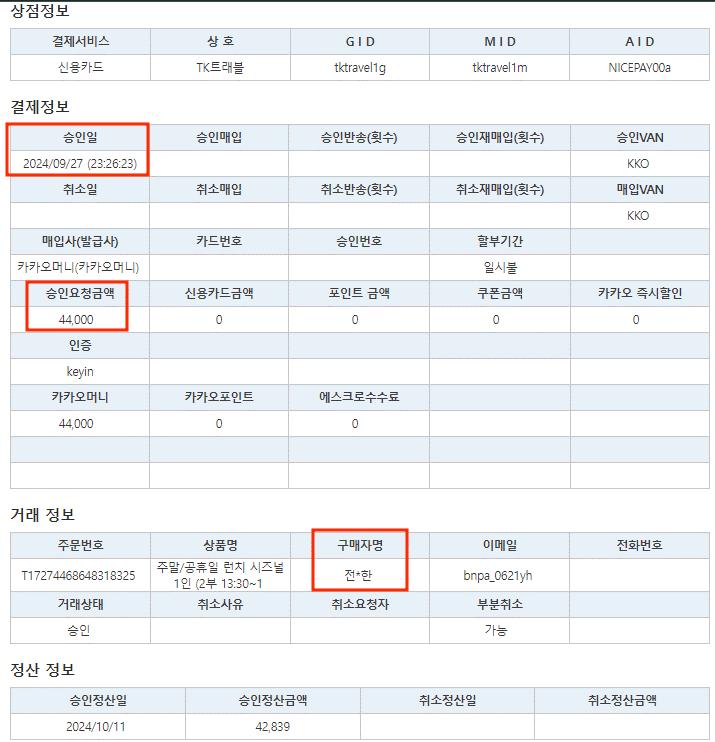 상점정보
결제서비스 상 호 G I D M I D A I D
신용카드 TK트래블 tktravel1g tktravel1m NICEPAY00a
결제정보
승인일 승인매입 승인반송(횟수) 승인재매입(횟수) 승인VAN
2024/09/27 (23:26:23) KKO
취소일 취소매입 취소반송(횟수) 취소재매입(횟수) 매입VAN
KKO
매입사(발급사) 카드번호 승인번호 할부기간
카카오머니(카카오머니) 일시불
승인요청금액 신용카드금액 포인트 금액 쿠폰금액 카카오 즉시할인
44,000 0 0 0 0
인증
keyin
카카오머니 카카오포인트 에스크로수수료
44,000 0 0
거래 정보
주문번호 상품명 구매자명 이메일 전화번호
T17274468648318325 주말/공휴일 런치 시즈널 전*한 bnpa_0621yh
1인 (2부 13:30~1
거래상태 취소사유 취소요청자 부분취소
승인 가능
정산 정보
승인정산일 승인정산금액 취소정산일 취소정산금액
2024/10/11 42,839